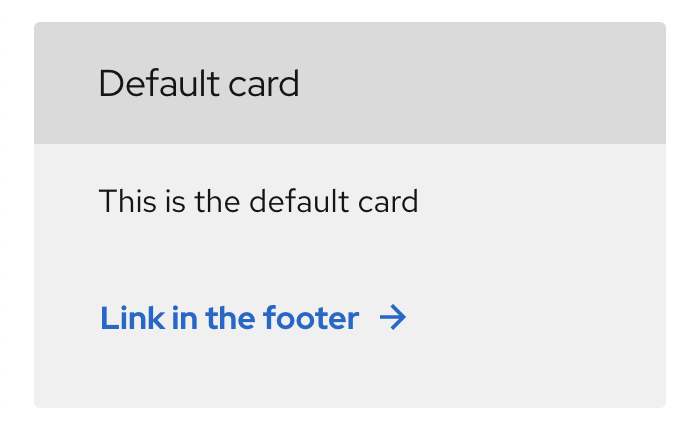 Default card
This is the default card
Link in the footer →